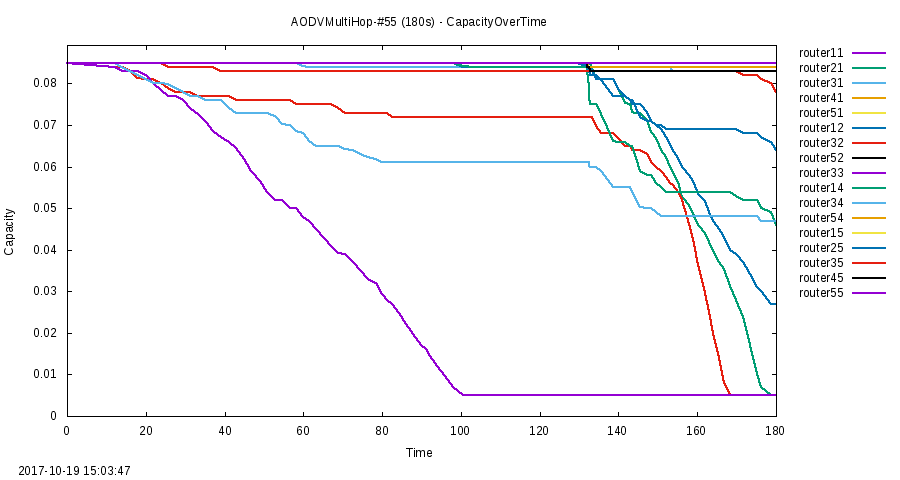 AODVMultiHop-#55 (180s) - CapacityOverTime
router11
router21
router31
router41
router51
router12
router32
router52
router33
router14
router34
router54
router15
router25
router35
router45
router55
0.08
0.07
0.06
0.05
0.04
0.03
0.02
0.01
0
Capacity
0 20 40 60 80 100 120 140 160 180
Time
2017-10-19 15:03:47